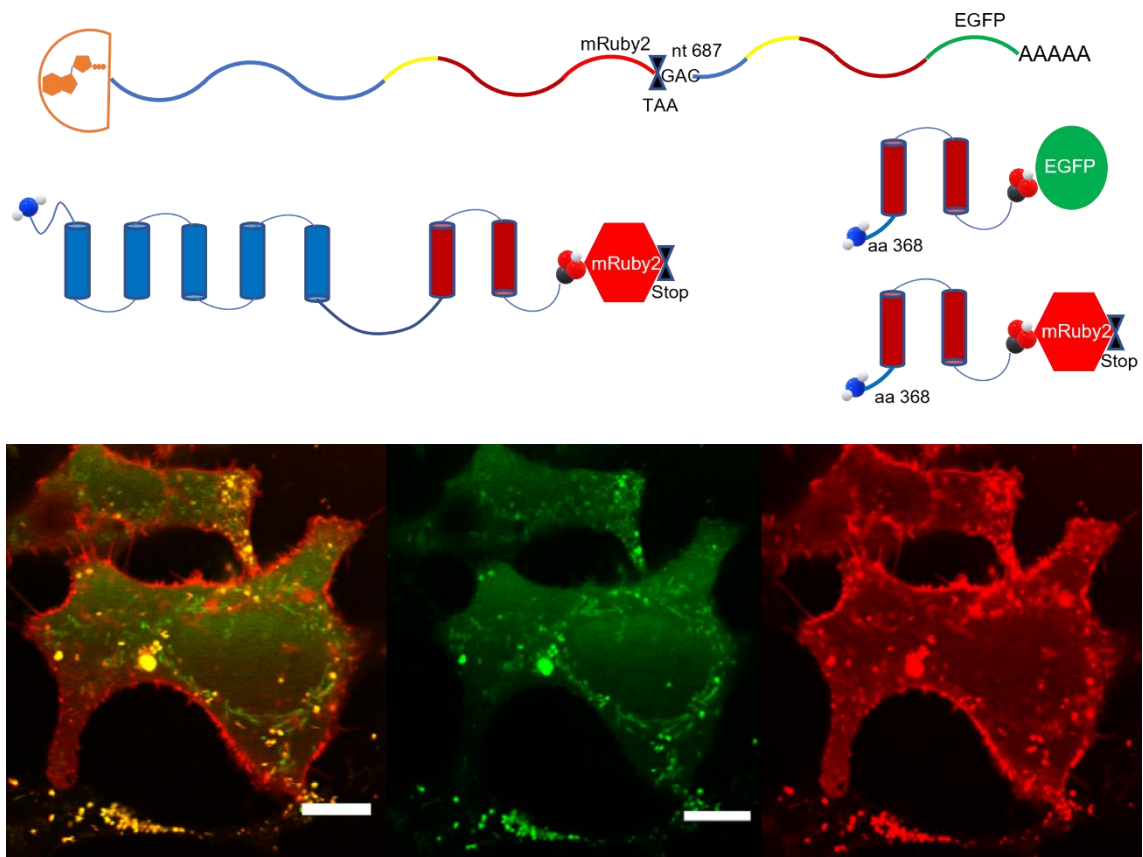 EGFP
mRuby2
nt 687
AAAAA
GAC
TAA
EGFP
aa 368
mRuby2
Stop
mRuby2
Stop
aa 368